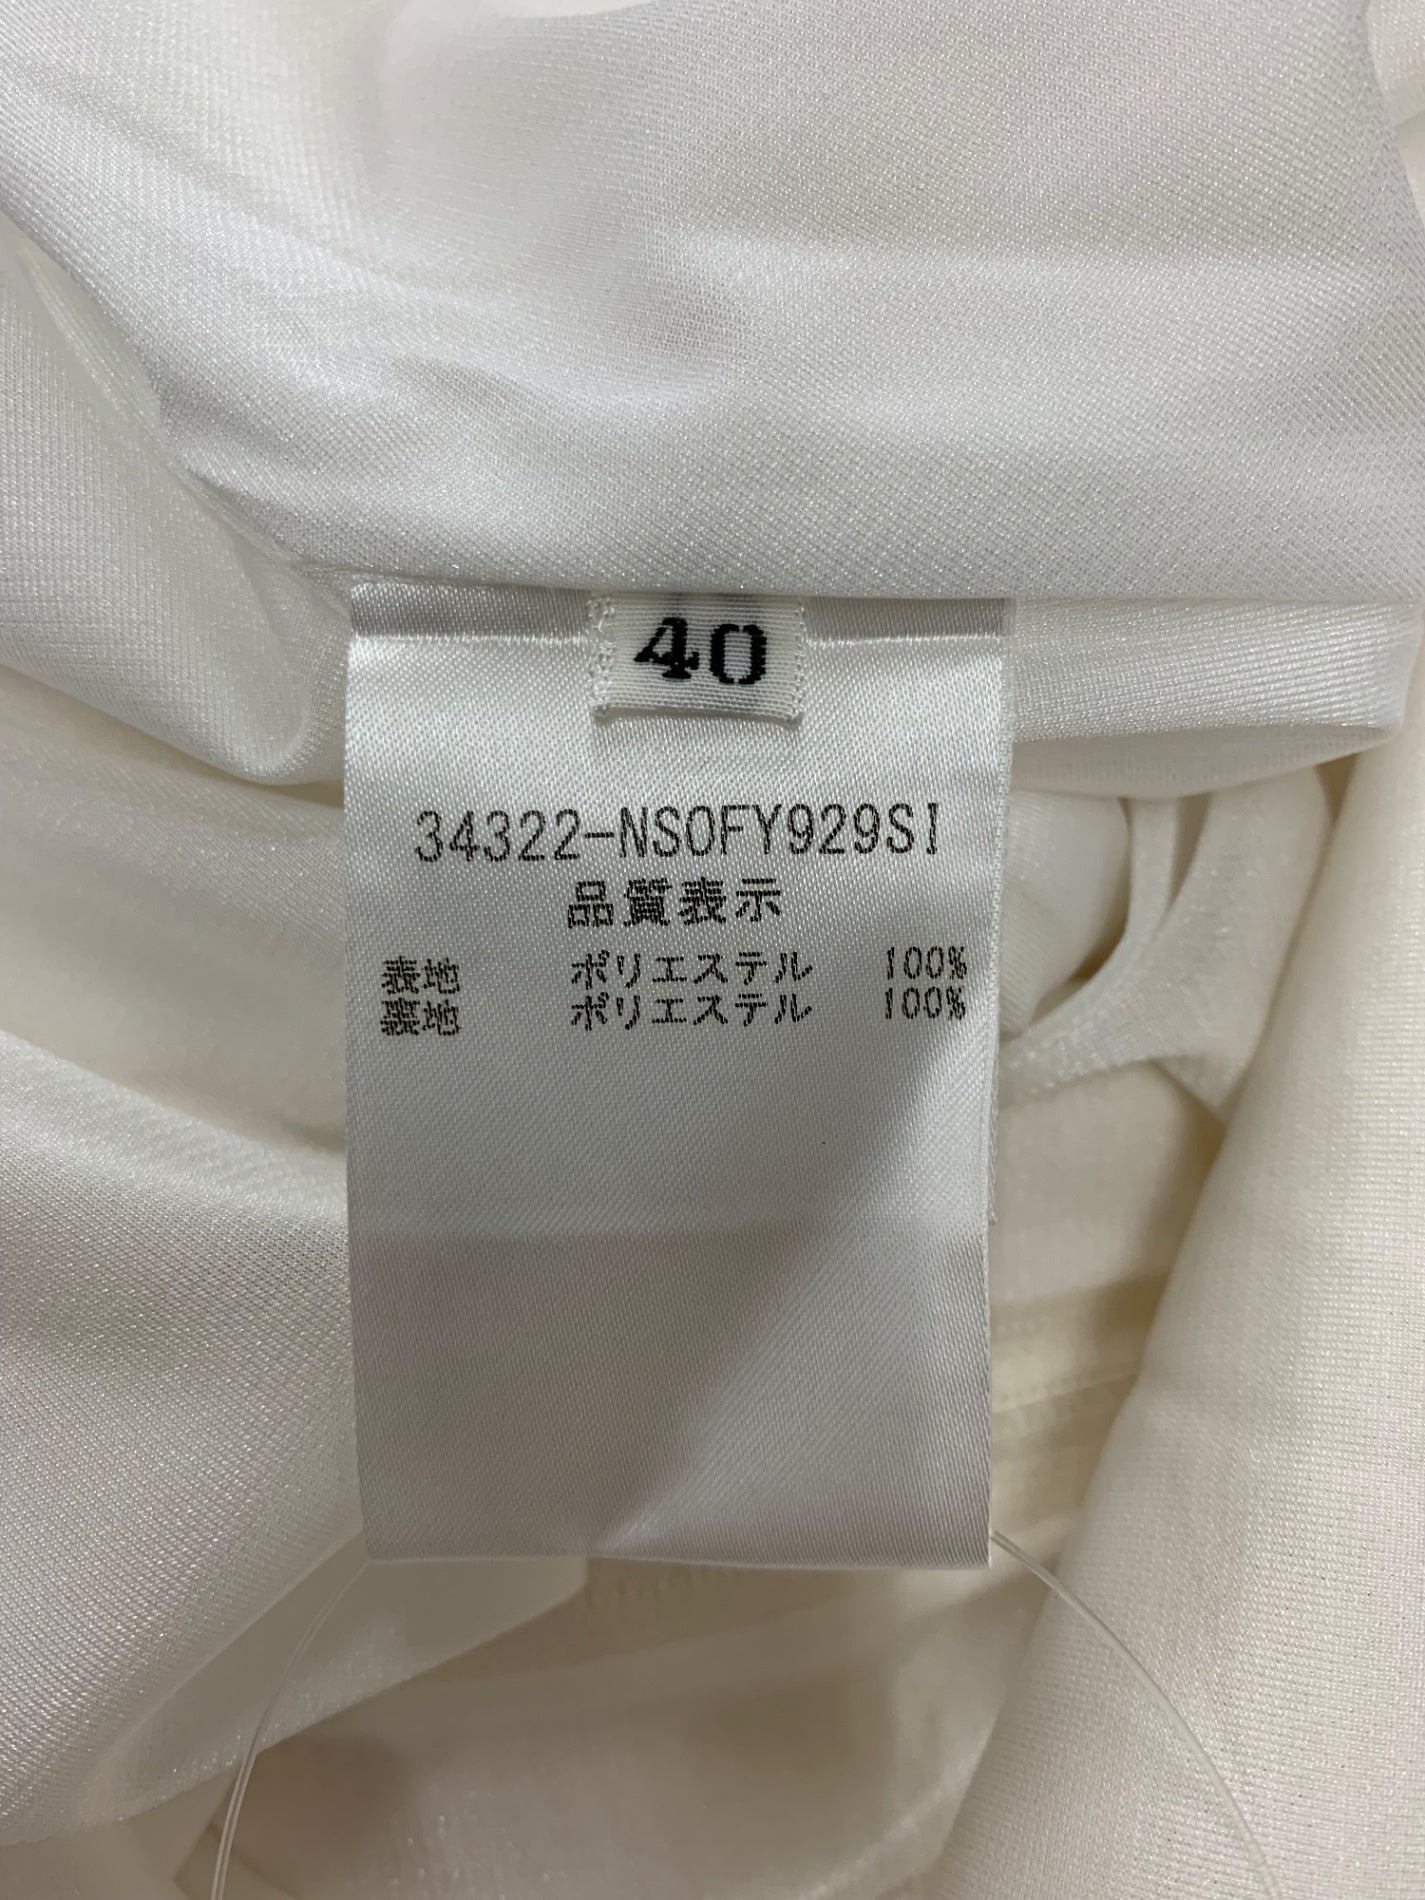 40
34322-NSOFY929SI
品質表示
表地 ポリエステル 100%
裏地 ポリエステル 100%